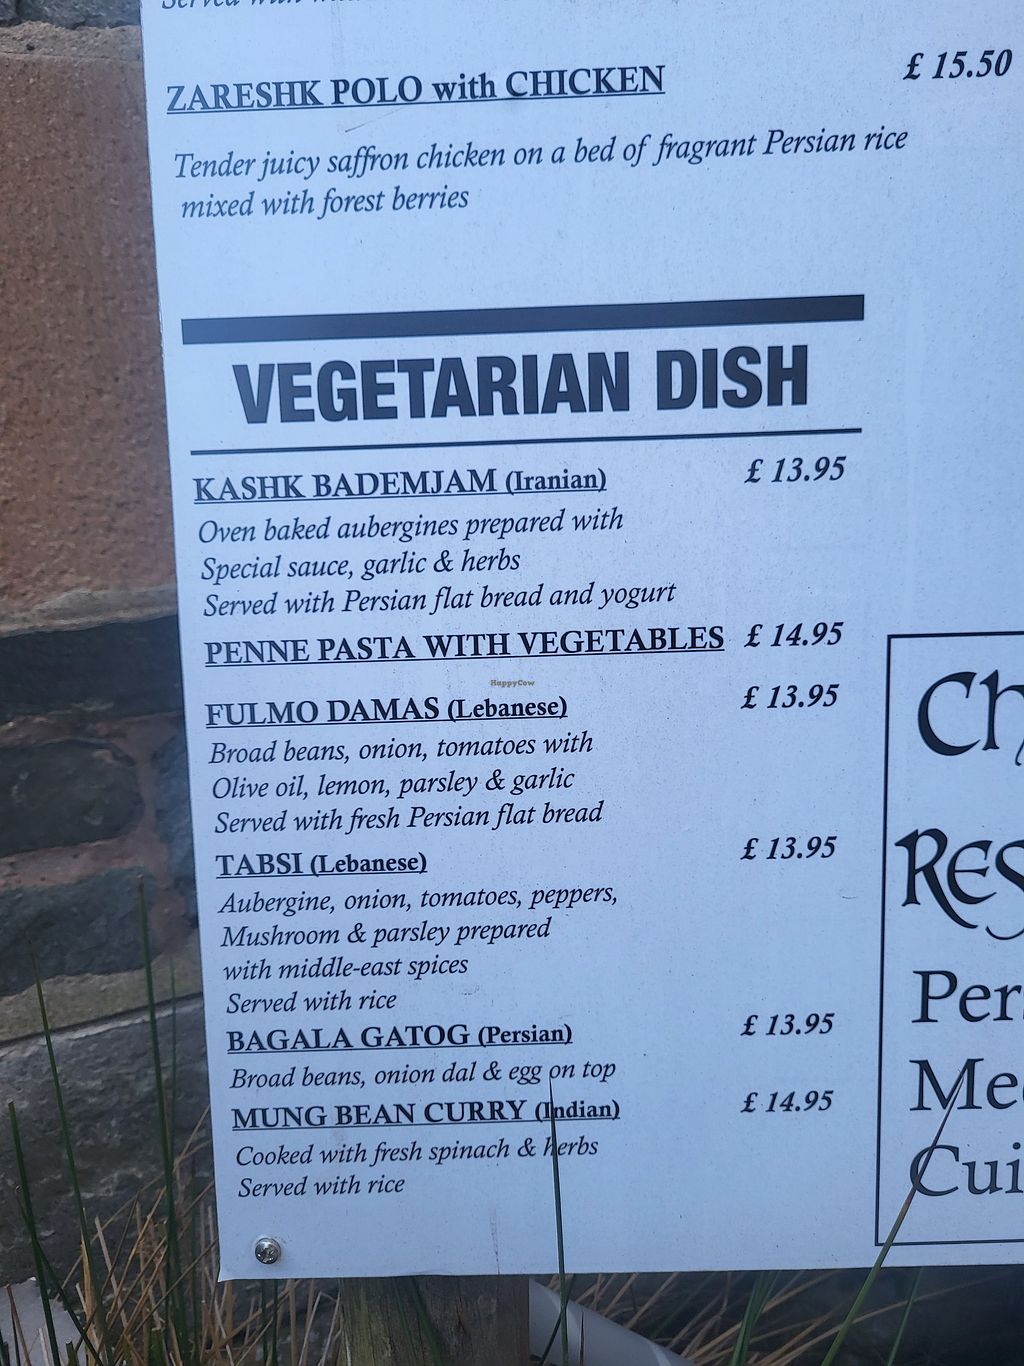 ZARESHK POLO with CHICKEN £ 15.50
Tender juicy saffron chicken on a bed of fragrant Persian rice
mixed with forest berries
VEGETARIAN DISH
KASHK BADEMJAM (Iranian) £ 13.95
Oven baked aubergines prepared with
Special sauce, garlic & herbs
Served with Persian flat bread and yogurt
PENNE PASTA WITH VEGETABLES £ 14.95
HappyCow
FULMO DAMAS (Lebanese) £ 13.95
Broad beans, onion, tomatoes with
Olive oil, lemon, parsley & garlic
Served with fresh Persian flat bread
TABSI (Lebanese) £ 13.95
Aubergine, onion, tomatoes, peppers,
Mushroom & parsley prepared
with middle-east spices
Served with rice
BAGALA GATOG (Persian) £ 13.95
Broad beans, onion dal & egg on top
MUNG BEAN CURRY (Indian) £ 14.95
Cooked with fresh spinach & herbs
Served with rice